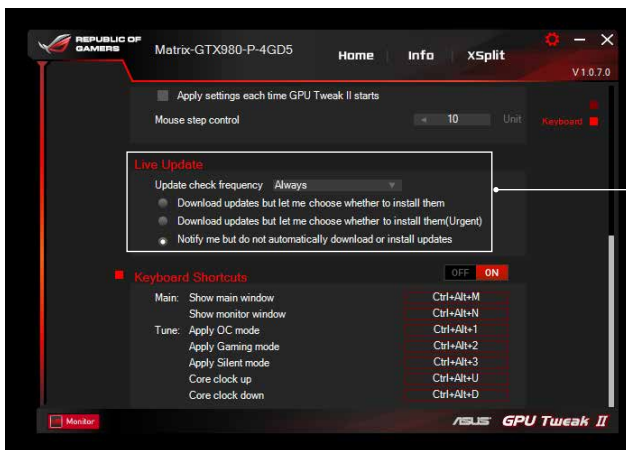 REPUBLIC OF
GAMERS
Matrix-GTX980-P-4GD5
Home
Info
XSplit
V 1.0.7.0
Apply settings each time GPU Tweak II starts
Mouse step control
10
Unit
Keyboard
Live Update
Update check frequency Always
Download updates but let me choose whether to install them
Download updates but let me choose whether to install them(Urgent)
Notify me but do not automatically download or install updates
Keyboard Shortcuts
OFF ON
Main: Show main window Ctrl+Alt+M
Show monitor window Ctrl+Alt+N
Tune: Apply OC mode Ctrl+Alt+1
Apply Gaming mode Ctrl+Alt+2
Apply Silent mode Ctrl+Alt+3
Core clock up Ctrl+Alt+U
Core clock down Ctrl+Alt+D
Monitor
ASUS GPU Tweak II